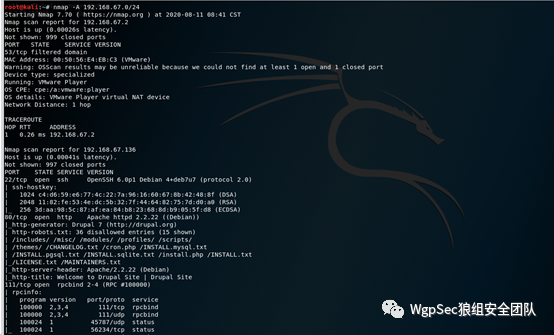 root@kali:~# nmap -A 192.168.67.0/24
Starting Nmap 7.70 ( https://nmap.org ) at 2020-08-11 08:41 CST
Nmap scan report for 192.168.67.2
Host is up (0.00026s latency).
Not shown: 999 closed ports
PORT   STATE    SERVICE VERSION
53/tcp filtered domain
MAC Address: 00:50:56:E4:EB:C3 (VMware)
Warning: OSScan results may be unreliable because we could not find at least 1 open and 1 closed port
Device type: specialized
Running: VMware Player
OS CPE: cpe:/a:vmware:player
OS details: VMware Player virtual NAT device
Network Distance: 1 hop
TRACEROUTE
HOP RTT     ADDRESS
1   0.26 ms 192.168.67.2
Nmap scan report for 192.168.67.136
Host is up (0.00041s latency).
Not shown: 997 closed ports
PORT    STATE SERVICE VERSION
22/tcp  open  ssh     OpenSSH 6.0p1 Debian 4+deb7u7 (protocol 2.0)
| ssh-hostkey:
|   1024 c4:d6:59:e6:77:4c:22:7a:96:16:60:67:8b:42:48:8f (DSA)
|   2048 11:82:fe:53:4e:dc:5b:32:7f:44:64:82:75:7d:d0:a0 (RSA)
|_  256 3d:aa:98:5c:87:af:ea:84:b8:23:68:8d:b9:05:5f:d8 (ECDSA)
80/tcp  open  http    Apache httpd 2.2.22 ((Debian))
|_http-generator: Drupal 7 (http://drupal.org)
| http-robots.txt: 36 disallowed entries (15 shown)
| /includes/ /misc/ /modules/ /profiles/ /scripts/
| /themes/ /CHANGELOG.txt /cron.php /INSTALL.mysql.txt
| /INSTALL.pgsql.txt /INSTALL.sqlite.txt /install.php /INSTALL.txt
|_/LICENSE.txt /MAINTAINERS.txt
|_http-server-header: Apache/2.2.22 (Debian)
|_http-title: Welcome to Drupal Site | Drupal Site
111/tcp open  rpcbind 2-4 (RPC #100000)
| rpcinfo:
|   program version   port/proto  service
|   100000  2,3,4        111/tcp  rpcbind
|   100000  2,3,4        111/udp  rpcbind
|   100024  1          45787/udp  status
|_  100024  1          56234/tcp  status
WgpSec狼组安全团队